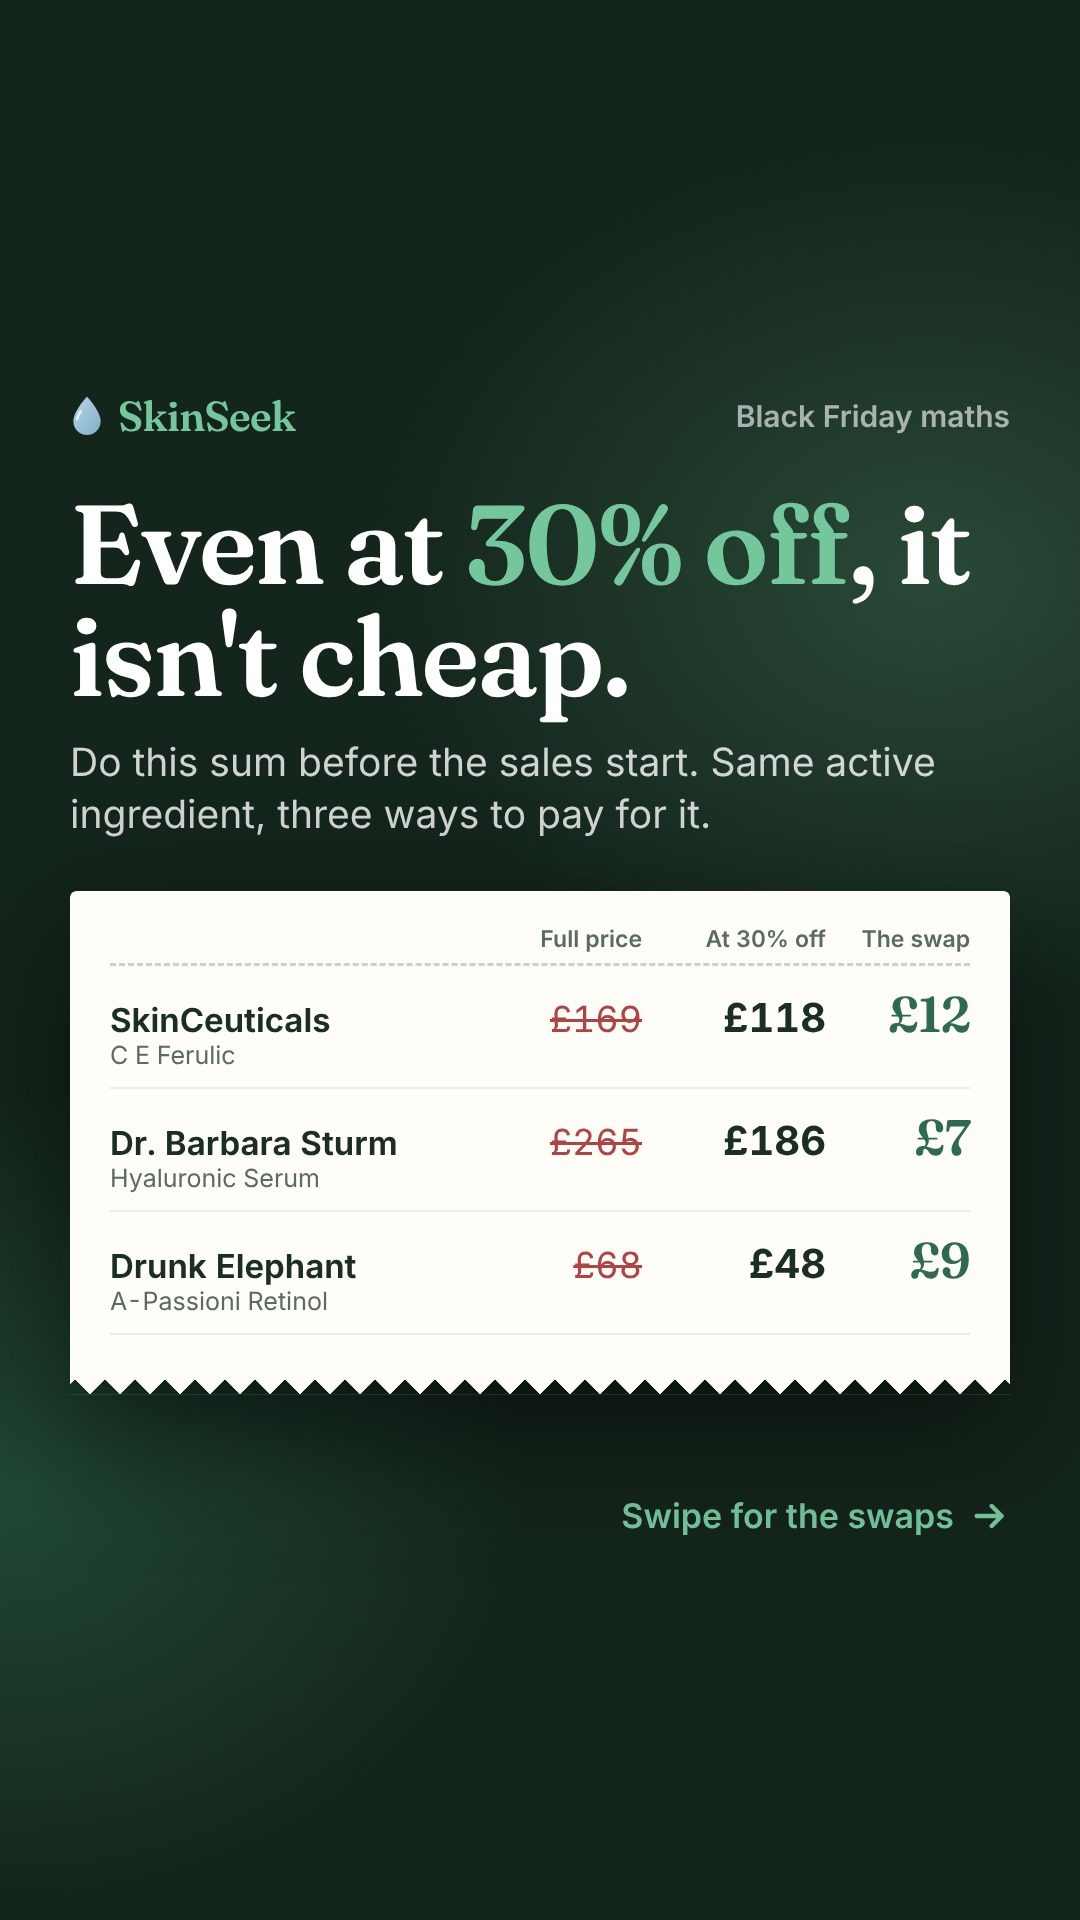 SkinSeek
Black Friday maths
Even at 30% off, it
isn't cheap.
Do this sum before the sales start. Same active
ingredient, three ways to pay for it.
Full price At 30% off The swap
SkinCeuticals £169 £118 £12
C E Ferulic
Dr. Barbara Sturm £265 £186 £7
Hyaluronic Serum
Drunk Elephant £68 £48 £9
A-Passioni Retinol
Swipe for the swaps →